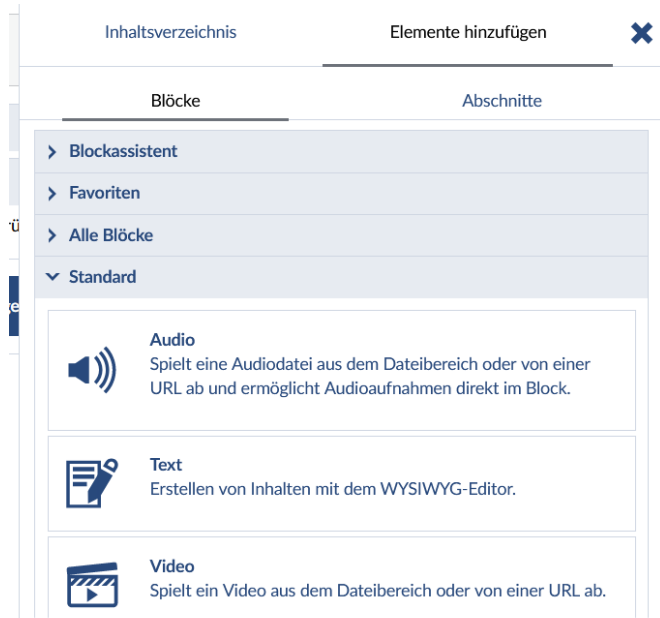 Inhaltsverzeichnis
Elemente hinzufügen
Blöcke
Abschnitte
Blockassistent
Favoriten
Alle Blöcke
Standard
Audio
Spielt eine Audiodatei aus dem Dateibereich oder von einer
URL ab und ermöglicht Audioaufnahmen direkt im Block.
Text
Erstellen von Inhalten mit dem WYSIWYG-Editor.
Video
Spielt ein Video aus dem Dateibereich oder von einer URL ab.